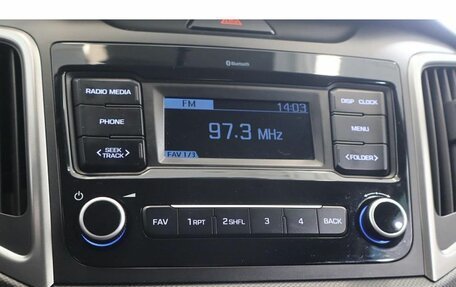 Bluetooth
RADIO MEDIA
FM 14:03
DISP CLOCK
PHONE
97.3 MHz
MENU
< SEEK TRACK >
FAV 1/3
< FOLDER >
FAV 1 RPT 2 SHFL 3 4 BACK